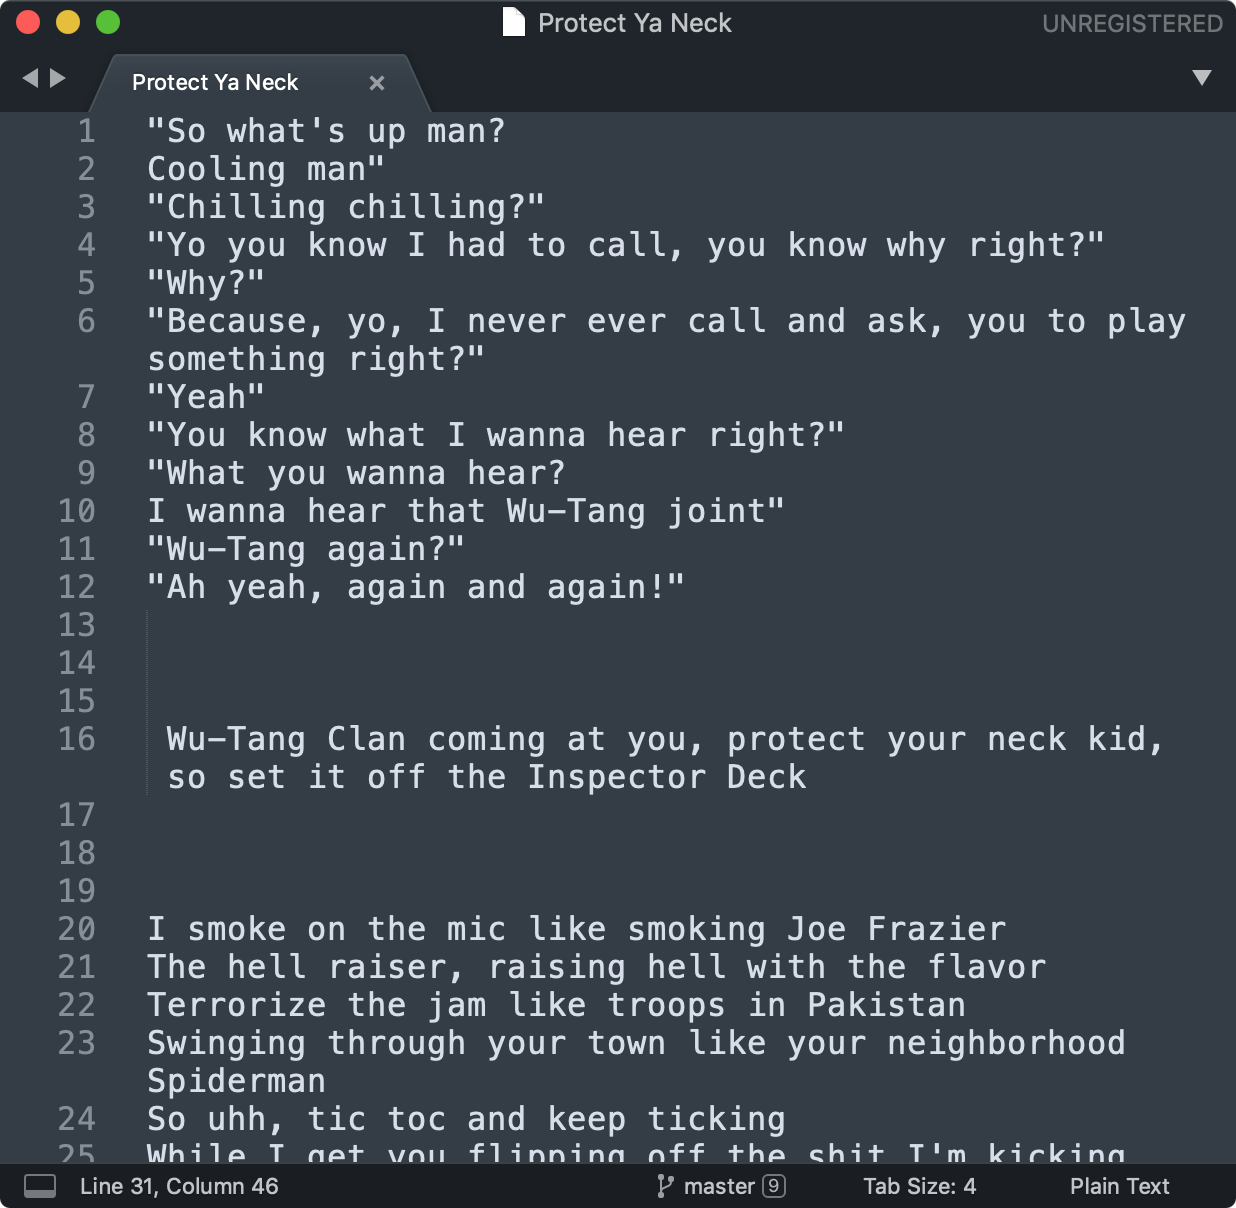 Protect Ya Neck
UNREGISTERED
Protect Ya Neck
1 "So what's up man?
2 Cooling man"
3 "Chilling chilling?"
4 "Yo you know I had to call, you know why right?"
5 "Why?"
6 "Because, yo, I never ever call and ask, you to play
something right?"
7 "Yeah"
8 "You know what I wanna hear right?"
9 "What you wanna hear?
10 I wanna hear that Wu-Tang joint"
11 "Wu-Tang again?"
12 "Ah yeah, again and again!"
13
14
15
16 Wu-Tang Clan coming at you, protect your neck kid,
so set it off the Inspector Deck
17
18
19
20 I smoke on the mic like smoking Joe Frazier
21 The hell raiser, raising hell with the flavor
22 Terrorize the jam like troops in Pakistan
23 Swinging through your town like your neighborhood
Spiderman
24 So uhh, tic toc and keep ticking
25 While I get you flipping off the shit I'm kicking
Line 31, Column 46 master 9 Tab Size: 4 Plain Text